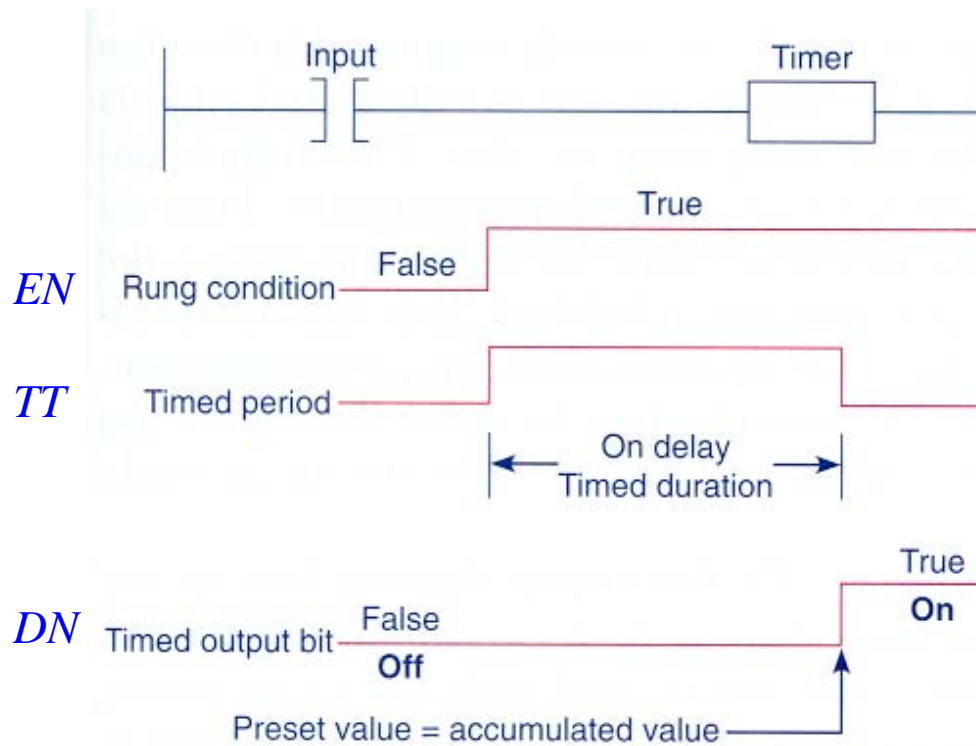 Input
Timer
True
False
EN Rung condition
TT Timed period
On delay
Timed duration
True
False
On
DN Timed output bit
Off
Preset value = accumulated value